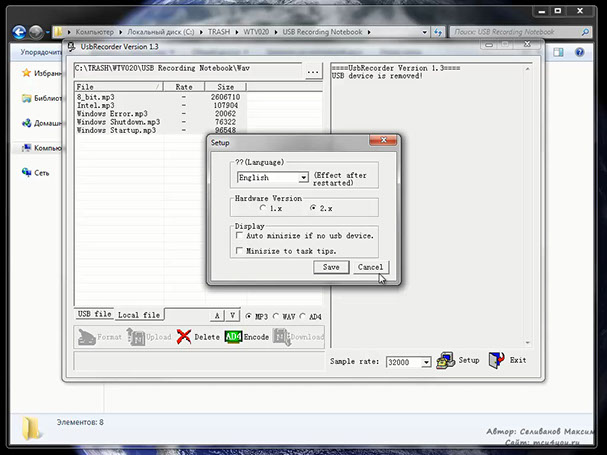 Компьютер ▸ Локальный диск (C:) ▸ TRASH ▸ WTV020 ▸ USB Recording Notebook ▸
Поиск: USB Recording Notebook
Упорядочить
UsbRecorder Version 1.3
Избранн
Библиот
Домашн
Компьк
Сеть
C:\TRASH\WTV020\USB Recording Notebook\Wav
...
====UsbRecorder Version 1.3====
USB device is removed!
File / Rate Size
8_bit.mp3 2606710
Intel.mp3 107904
Windows Error.mp3 20062
Windows Shutdown.mp3 76322
Windows Startup.mp3 96548
Setup
??(Language)
English
(Effect after
restarted)
Hardware Version
1.x 2.x
Display
Auto minisize if no usb device.
Minisize to task tips.
Save Cancel
USB file Local file A V MP3 WAV AD4
Format Upload Delete AD4 Encode Download
Sample rate: 32000 Setup Exit
Элементов: 8
Автор: Селиванов Максим
Сайт: mcu4you.ru